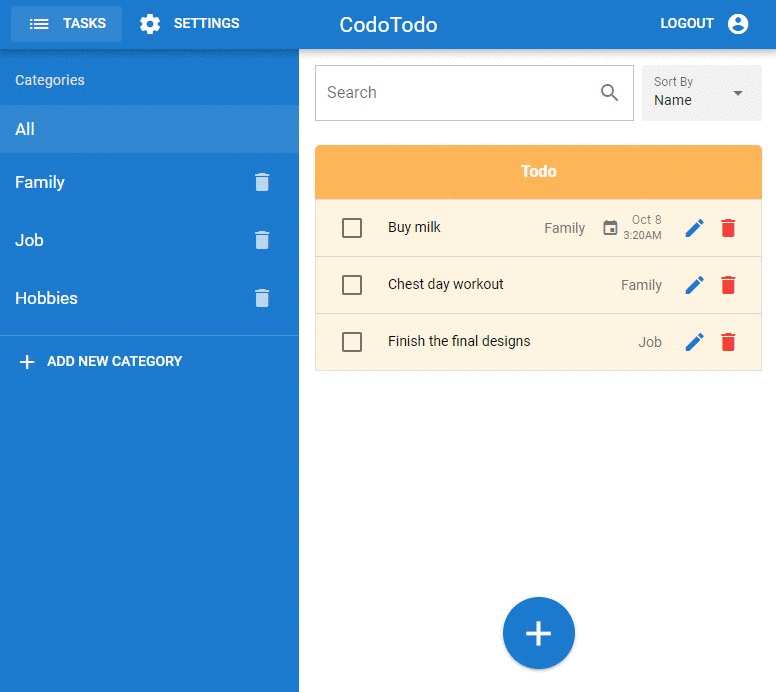 TASKS
SETTINGS
CodoTodo
LOGOUT
Categories
All
Family
Job
Hobbies
ADD NEW CATEGORY
Search
Sort By
Name
Todo
Buy milk Family Oct 8
3:20AM
Chest day workout Family
Finish the final designs Job